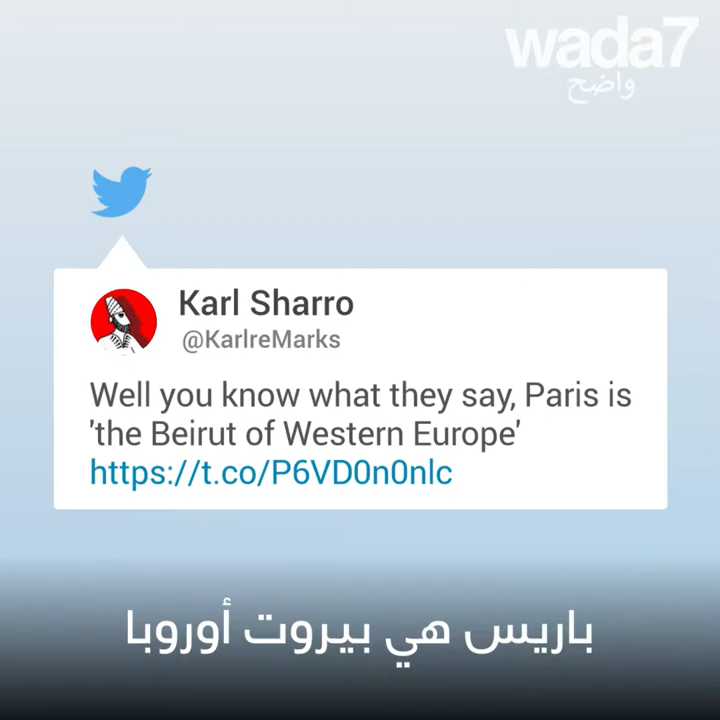 wada7
واضح
Karl Sharro
@KarlreMarks
Well you know what they say, Paris is
'the Beirut of Western Europe'
https://t.co/P6VD0n0nlc
باريس هي بيروت أوروبا